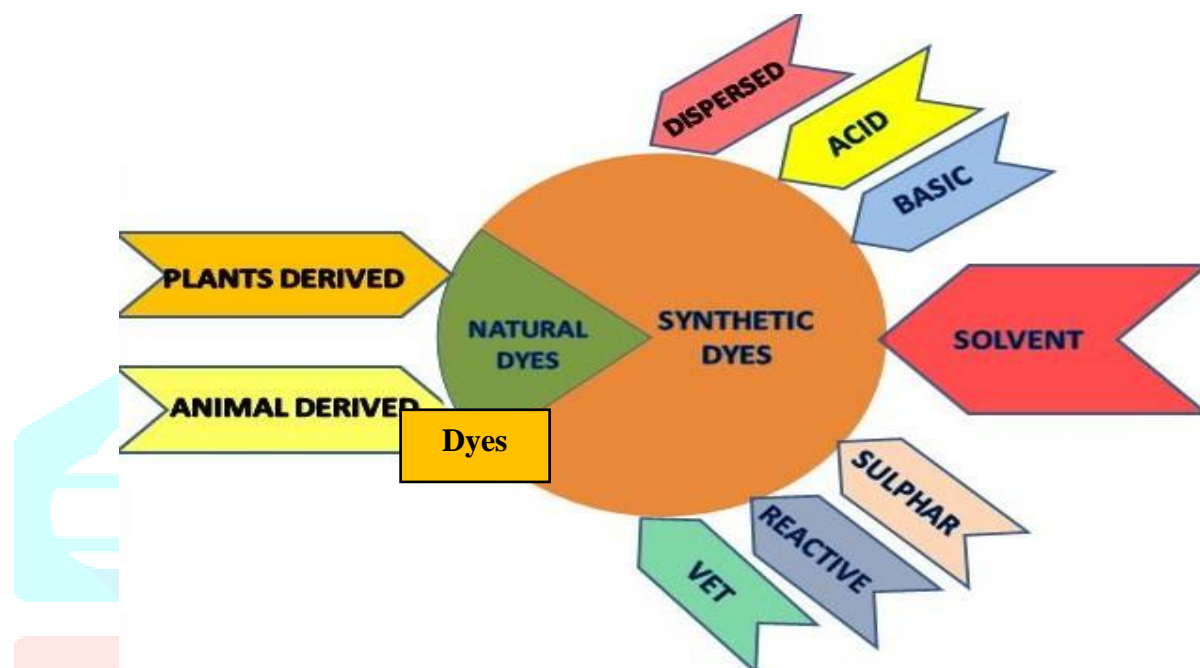 DISPERSED
ACID
BASIC
PLANTS DERIVED
NATURAL
DYES
SYNTHETIC
DYES
SOLVENT
ANIMAL DERIVED
Dyes
SULPHAR
REACTIVE
VET